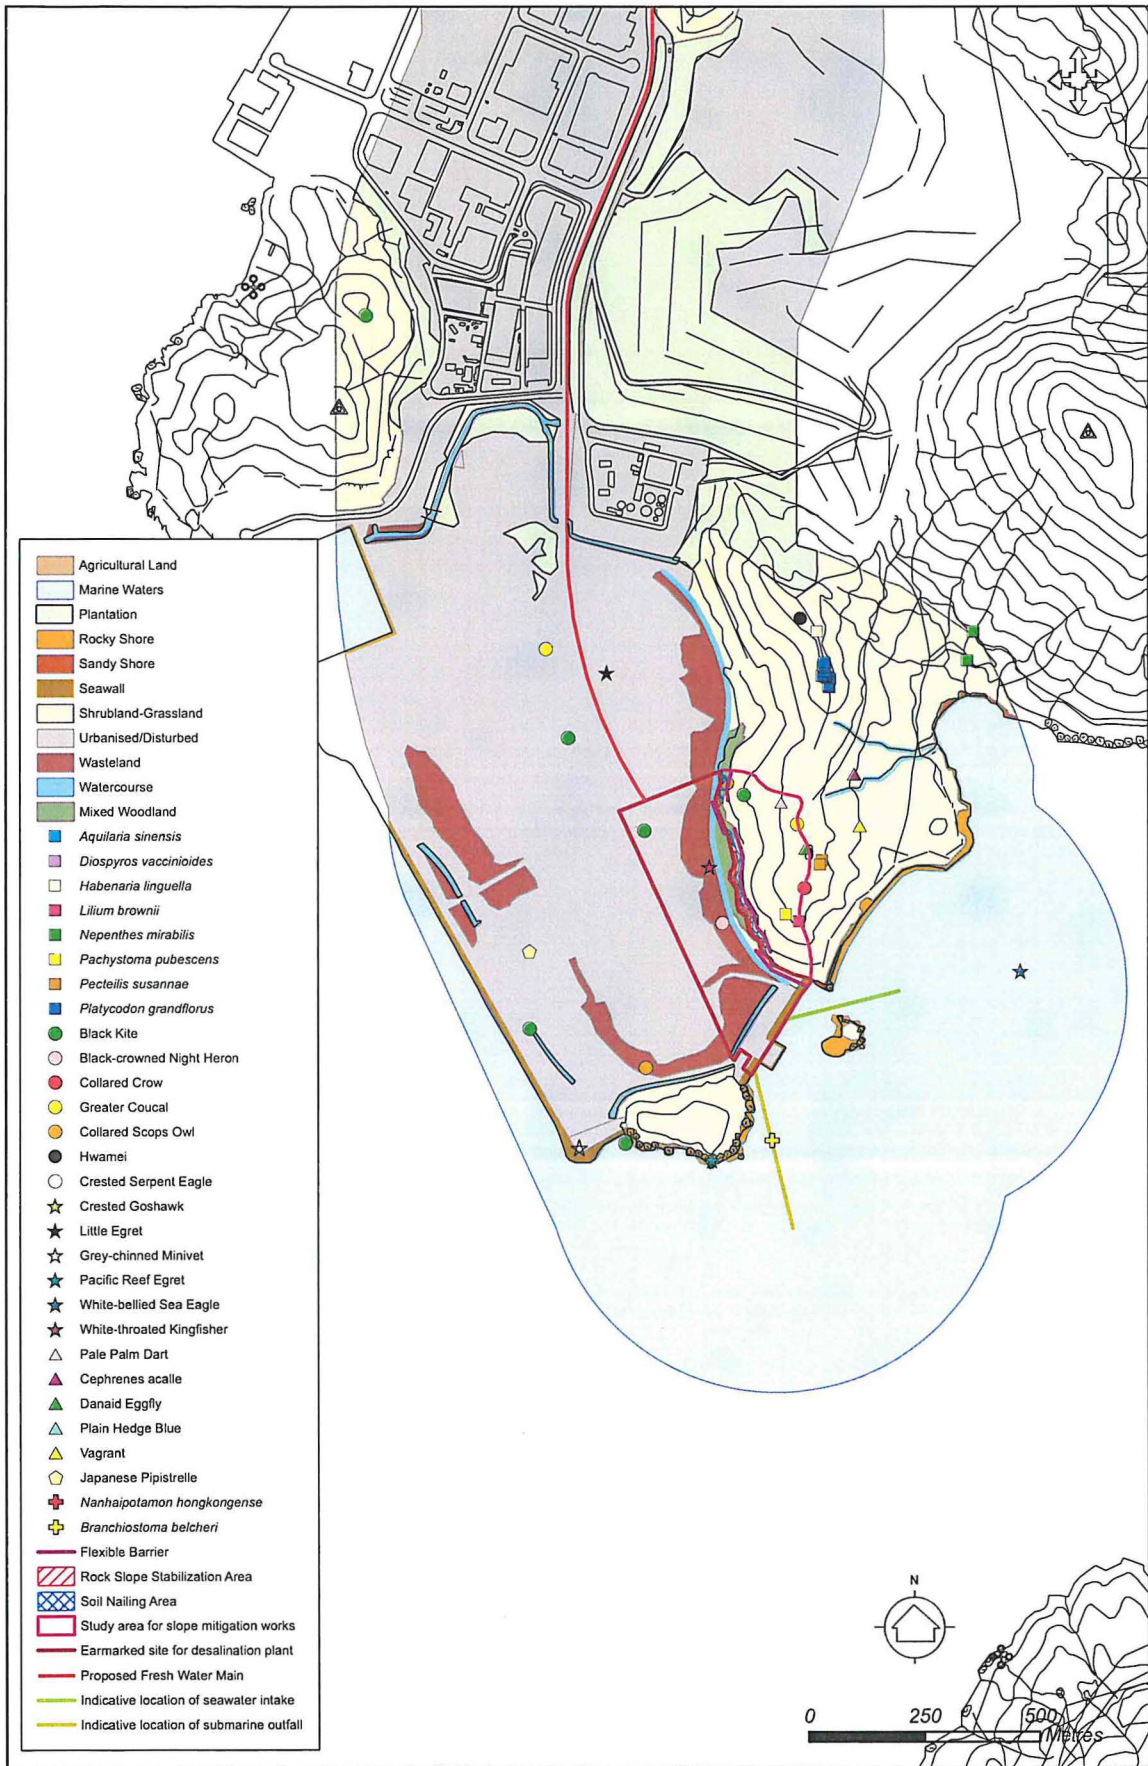 Agricultural Land
Marine Waters
Plantation
Rocky Shore
Sandy Shore
Seawall
Shrubland-Grassland
Urbanised/Disturbed
Wasteland
Watercourse
Mixed Woodland
Aquilaria sinensis
Diospyros vaccinioides
Habenaria linguella
Lilium brownii
Nepenthes mirabilis
Pachystoma pubescens
Pecteilis susannae
Platycodon grandflorus
Black Kite
Black-crowned Night Heron
Collared Crow
Greater Coucal
Collared Scops Owl
Hwamei
Crested Serpent Eagle
Crested Goshawk
Little Egret
Grey-chinned Minivet
Pacific Reef Egret
White-bellied Sea Eagle
White-throated Kingfisher
Pale Palm Dart
Cephrenes acalle
Danaid Eggfly
Plain Hedge Blue
Vagrant
Japanese Pipistrelle
Nanhaipotamon hongkongense
Branchiostoma belcheri
Flexible Barrier
Rock Slope Stabilization Area
Soil Nailing Area
Study area for slope mitigation works
Earmarked site for desalination plant
Proposed Fresh Water Main
Indicative location of seawater intake
Indicative location of submarine outfall
N
0 250 500
Metres